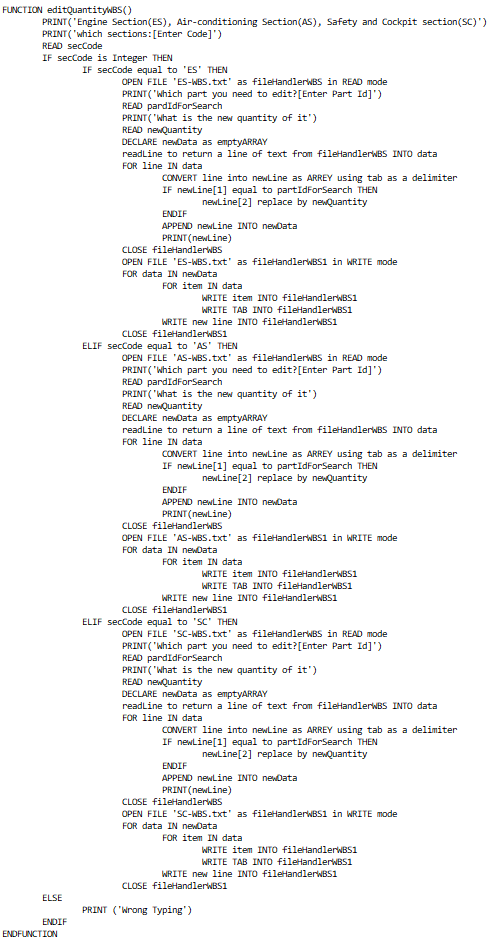 FUNCTION editQuantityWBS()
PRINT('Engine Section(ES), Air-conditioning Section(AS), Safety and Cockpit section(SC)')
PRINT('which sections:[Enter Code]')
READ secCode
IF secCode is Integer THEN
IF secCode equal to 'ES' THEN
OPEN FILE 'ES-WBS.txt' as fileHandlerWBS in READ mode
PRINT('Which part you need to edit?[Enter Part Id]')
READ pardIdForSearch
PRINT('What is the new quantity of it')
READ newQuantity
DECLARE newData as emptyARRAY
readLine to return a line of text from fileHandlerWBS INTO data
FOR line IN data
CONVERT line into newLine as ARREY using tab as a delimiter
IF newLine[1] equal to partIdForSearch THEN
newLine[2] replace by newQuantity
ENDIF
APPEND newLine INTO newData
PRINT(newLine)
CLOSE fileHandlerWBS
OPEN FILE 'ES-WBS.txt' as fileHandlerWBS1 in WRITE mode
FOR data IN newData
FOR item IN data
WRITE item INTO fileHandlerWBS1
WRITE TAB INTO fileHandlerWBS1
WRITE new line INTO fileHandlerWBS1
CLOSE fileHandlerWBS1
ELIF secCode equal to 'AS' THEN
OPEN FILE 'AS-WBS.txt' as fileHandlerWBS in READ mode
PRINT('Which part you need to edit?[Enter Part Id]')
READ pardIdForSearch
PRINT('What is the new quantity of it')
READ newQuantity
DECLARE newData as emptyARRAY
readLine to return a line of text from fileHandlerWBS INTO data
FOR line IN data
CONVERT line into newLine as ARREY using tab as a delimiter
IF newLine[1] equal to partIdForSearch THEN
newLine[2] replace by newQuantity
ENDIF
APPEND newLine INTO newData
PRINT(newLine)
CLOSE fileHandlerWBS
OPEN FILE 'AS-WBS.txt' as fileHandlerWBS1 in WRITE mode
FOR data IN newData
FOR item IN data
WRITE item INTO fileHandlerWBS1
WRITE TAB INTO fileHandlerWBS1
WRITE new line INTO fileHandlerWBS1
CLOSE fileHandlerWBS1
ELIF secCode equal to 'SC' THEN
OPEN FILE 'SC-WBS.txt' as fileHandlerWBS in READ mode
PRINT('Which part you need to edit?[Enter Part Id]')
READ pardIdForSearch
PRINT('What is the new quantity of it')
READ newQuantity
DECLARE newData as emptyARRAY
readLine to return a line of text from fileHandlerWBS INTO data
FOR line IN data
CONVERT line into newLine as ARREY using tab as a delimiter
IF newLine[1] equal to partIdForSearch THEN
newLine[2] replace by newQuantity
ENDIF
APPEND newLine INTO newData
PRINT(newLine)
CLOSE fileHandlerWBS
OPEN FILE 'SC-WBS.txt' as fileHandlerWBS1 in WRITE mode
FOR data IN newData
FOR item IN data
WRITE item INTO fileHandlerWBS1
WRITE TAB INTO fileHandlerWBS1
WRITE new line INTO fileHandlerWBS1
CLOSE fileHandlerWBS1
ELSE
PRINT ('Wrong Typing')
ENDIF
ENDFUNCTION